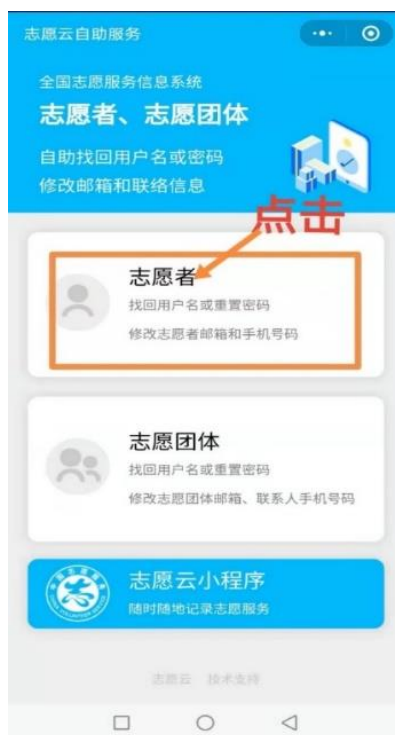 志愿云自助服务
全国志愿服务信息系统
志愿者、志愿团体
自助找回用户名或密码
修改邮箱和联络信息
点击
志愿者
找回用户名或重置密码
修改志愿者邮箱和手机号码
志愿团体
找回用户名或重置密码
修改志愿团体邮箱、联系人手机号码
志愿云小程序
随时随地记录志愿服务
志愿云 技术支持